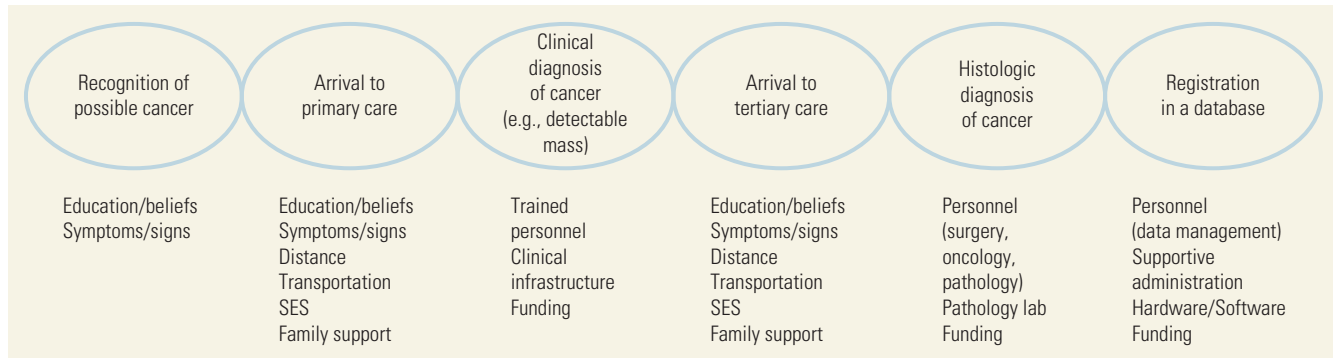 Recognition of
possible cancer
Arrival to
primary care
Clinical
diagnosis
of cancer
(e.g., detectable
mass)
Arrival to
tertiary care
Histologic
diagnosis
of cancer
Registration
in a database
Education/beliefs
Symptoms/signs
Education/beliefs
Symptoms/signs
Distance
Transportation
SES
Family support
Trained
personnel
Clinical
infrastructure
Funding
Education/beliefs
Symptoms/signs
Distance
Transportation
SES
Family support
Personnel
(surgery,
oncology,
pathology)
Pathology lab
Funding
Personnel
(data management)
Supportive
administration
Hardware/Software
Funding